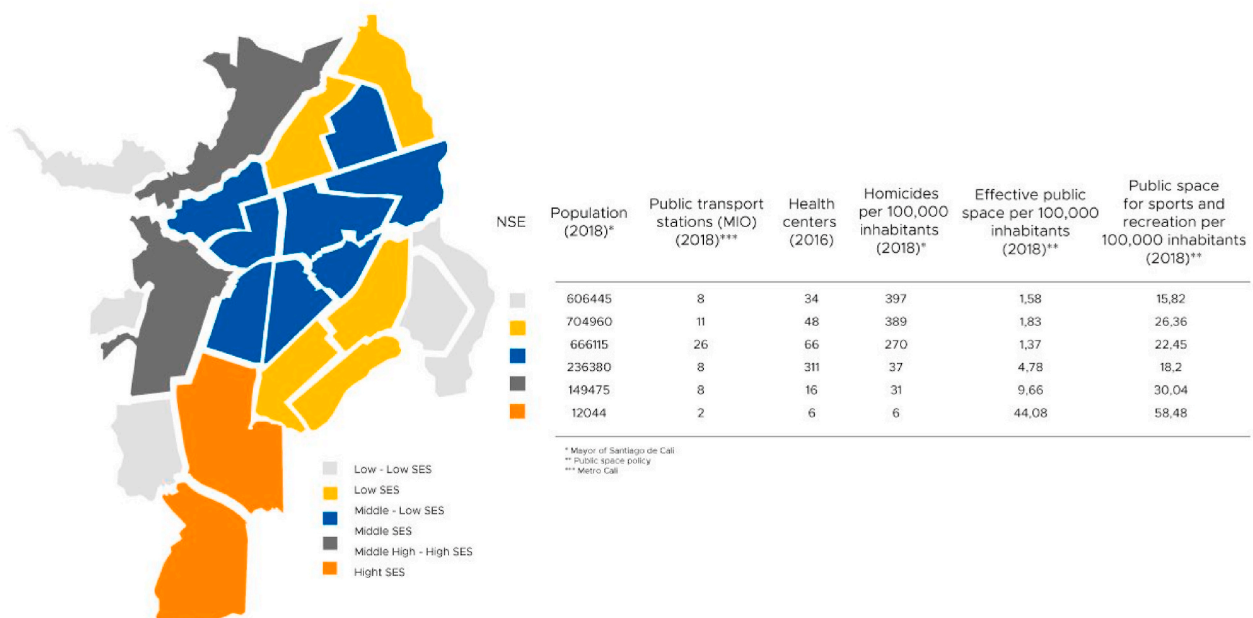 NSE
Population
(2018)*
Public transport
stations (MIO)
(2018)***
Health
centers
(2016)
Homicides
per 100,000
inhabitants
(2018)*
Effective public
space per 100,000
inhabitants
(2018)**
Public space
for sports and
recreation per
100,000 inhabitants
(2018)**
606445 8 34 397 1,58 15,82
704960 11 48 389 1,83 26,36
666115 26 66 270 1,37 22,45
236380 8 311 37 4,78 18,2
149475 8 16 31 9,66 30,04
12044 2 6 6 44,08 58,48
* Mayor of Santiago de Cali
** Public space policy
*** Metro Cali
Low - Low SES
Low SES
Middle - Low SES
Middle SES
Middle High - High SES
Hight SES